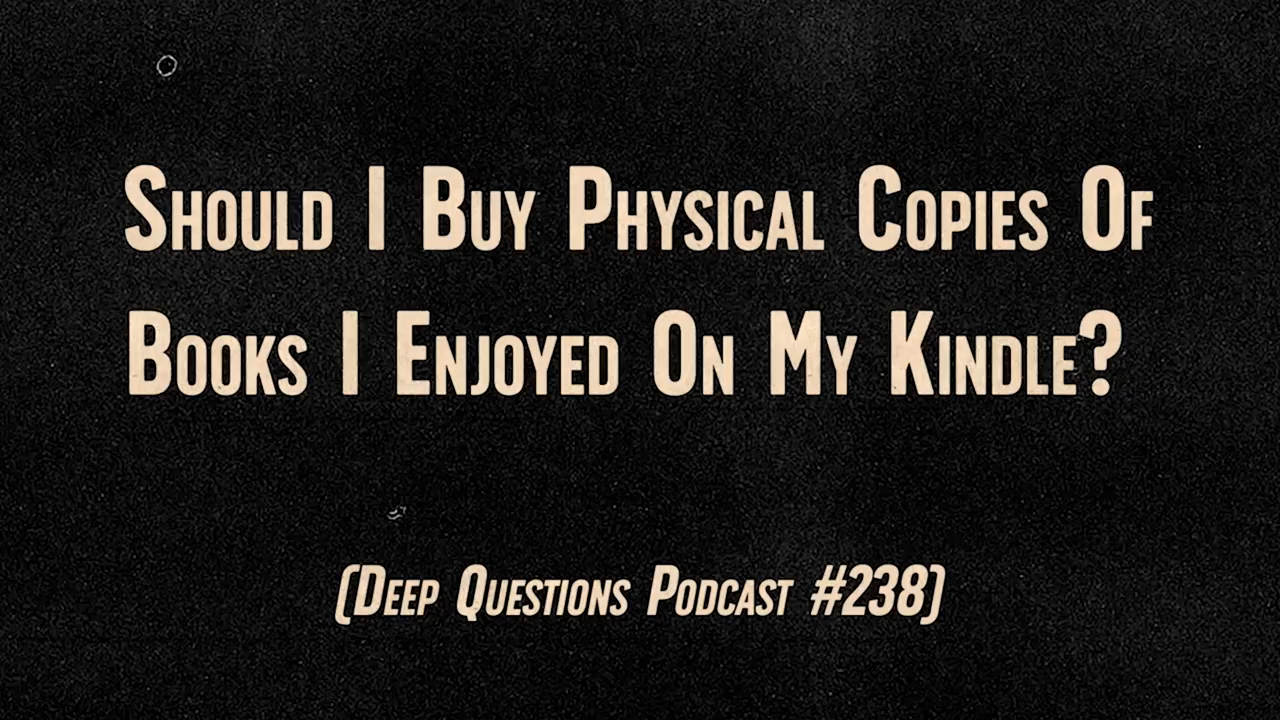 Should I Buy Physical Copies Of
Books I Enjoyed On My Kindle?
(Deep Questions Podcast #238)